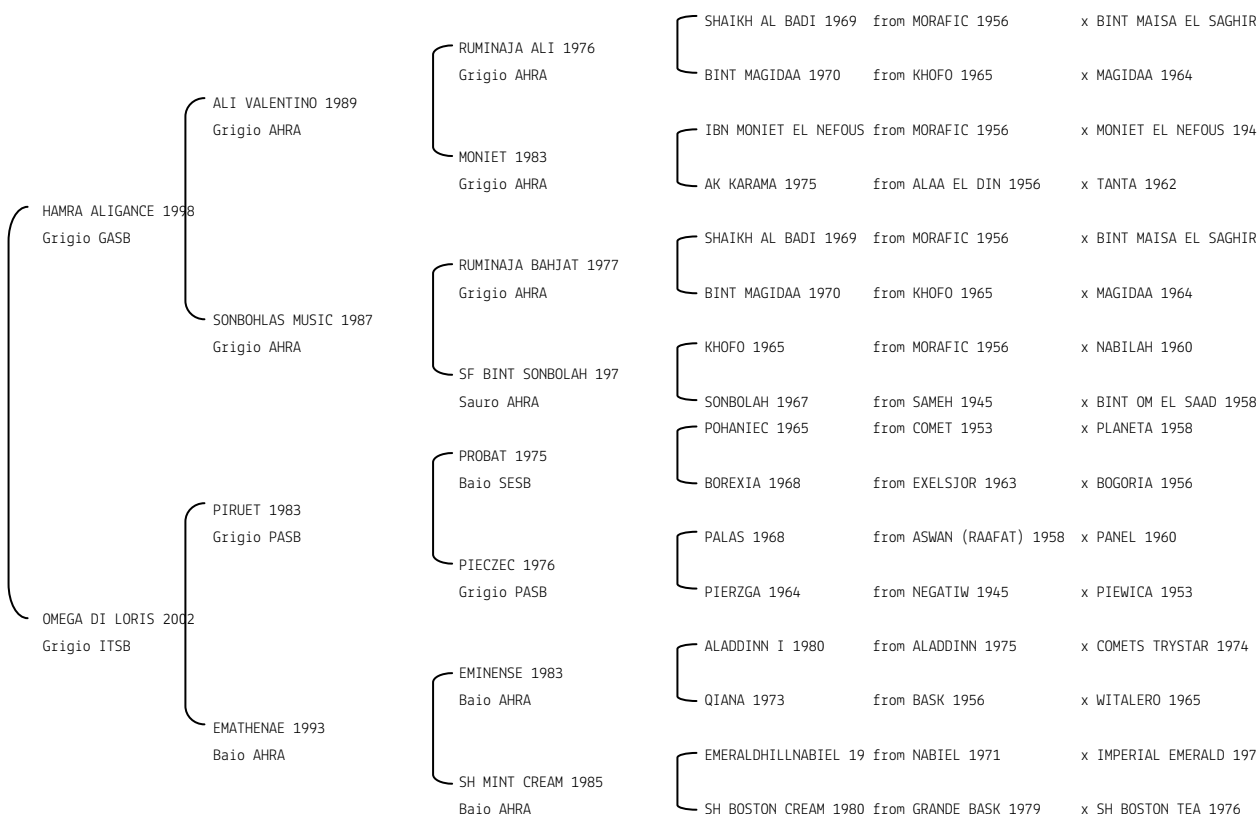 SHAIKH AL BADI 1969 from MORAFIC 1956 x BINT MAISA EL SAGHIR
RUMINAJA ALI 1976
Grigio AHRA
BINT MAGIDAA 1970 from KHOFO 1965 x MAGIDAA 1964
ALI VALENTINO 1989
Grigio AHRA
IBN MONIET EL NEFOUS from MORAFIC 1956 x MONIET EL NEFOUS 194
MONIET 1983
Grigio AHRA
AK KARAMA 1975 from ALAA EL DIN 1956 x TANTA 1962
HAMRA ALIGANCE 1998
Grigio GASB
SHAIKH AL BADI 1969 from MORAFIC 1956 x BINT MAISA EL SAGHIR
RUMINAJA BAHJAT 1977
Grigio AHRA
BINT MAGIDAA 1970 from KHOFO 1965 x MAGIDAA 1964
SONBOHLAS MUSIC 1987
Grigio AHRA
KHOFO 1965 from MORAFIC 1956 x NABILAH 1960
SF BINT SONBOLAH 197
Sauro AHRA
SONBOLAH 1967 from SAMEH 1945 x BINT OM EL SAAD 1958
POHANIEC 1965 from COMET 1953 x PLANETA 1958
PROBAT 1975
Baio SESB
BOREXIA 1968 from EXELSJOR 1963 x BOGORIA 1956
PIRUET 1983
Grigio PASB
PALAS 1968 from ASWAN (RAAFAT) 1958 x PANEL 1960
PIECZEC 1976
Grigio PASB
PIERZGA 1964 from NEGATIW 1945 x PIEWICA 1953
OMEGA DI LORIS 2002
Grigio ITSB
ALADDINN I 1980 from ALADDINN 1975 x COMETS TRYSTAR 1974
EMINENSE 1983
Baio AHRA
QIANA 1973 from BASK 1956 x WITALERO 1965
EMATHENAE 1993
Baio AHRA
EMERALDHILLNABIEL 19 from NABIEL 1971 x IMPERIAL EMERALD 197
SH MINT CREAM 1985
Baio AHRA
SH BOSTON CREAM 1980 from GRANDE BASK 1979 x SH BOSTON TEA 1976